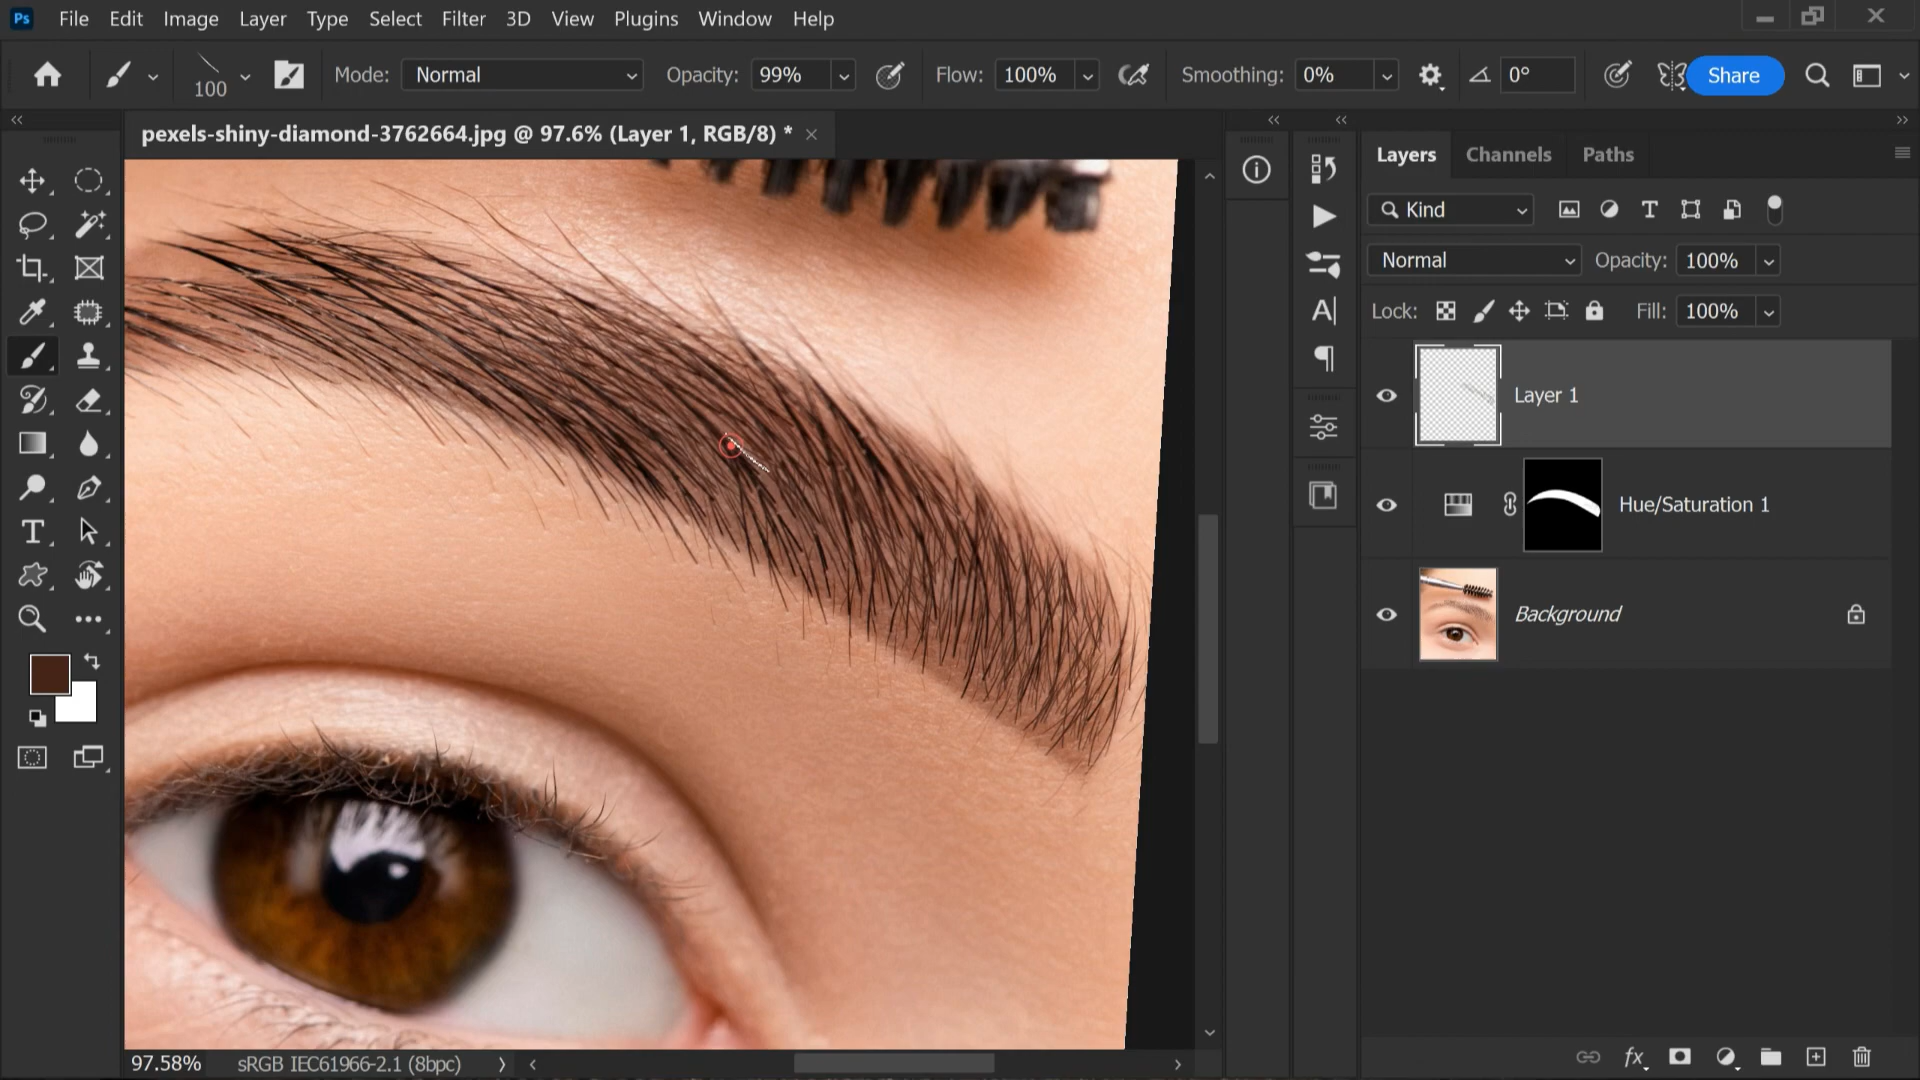 Ps File Edit Image Layer Type Select Filter 3D View Plugins Window Help
100 Mode: Normal Opacity: 99% Flow: 100% Smoothing: 0% 0° Share
pexels-shiny-diamond-3762664.jpg @ 97.6% (Layer 1, RGB/8) *
Layers Channels Paths
Kind
Normal Opacity: 100%
Lock: Fill: 100%
Layer 1
Hue/Saturation 1
Background
97.58% sRGB IEC61966-2.1 (8bpc)
fx